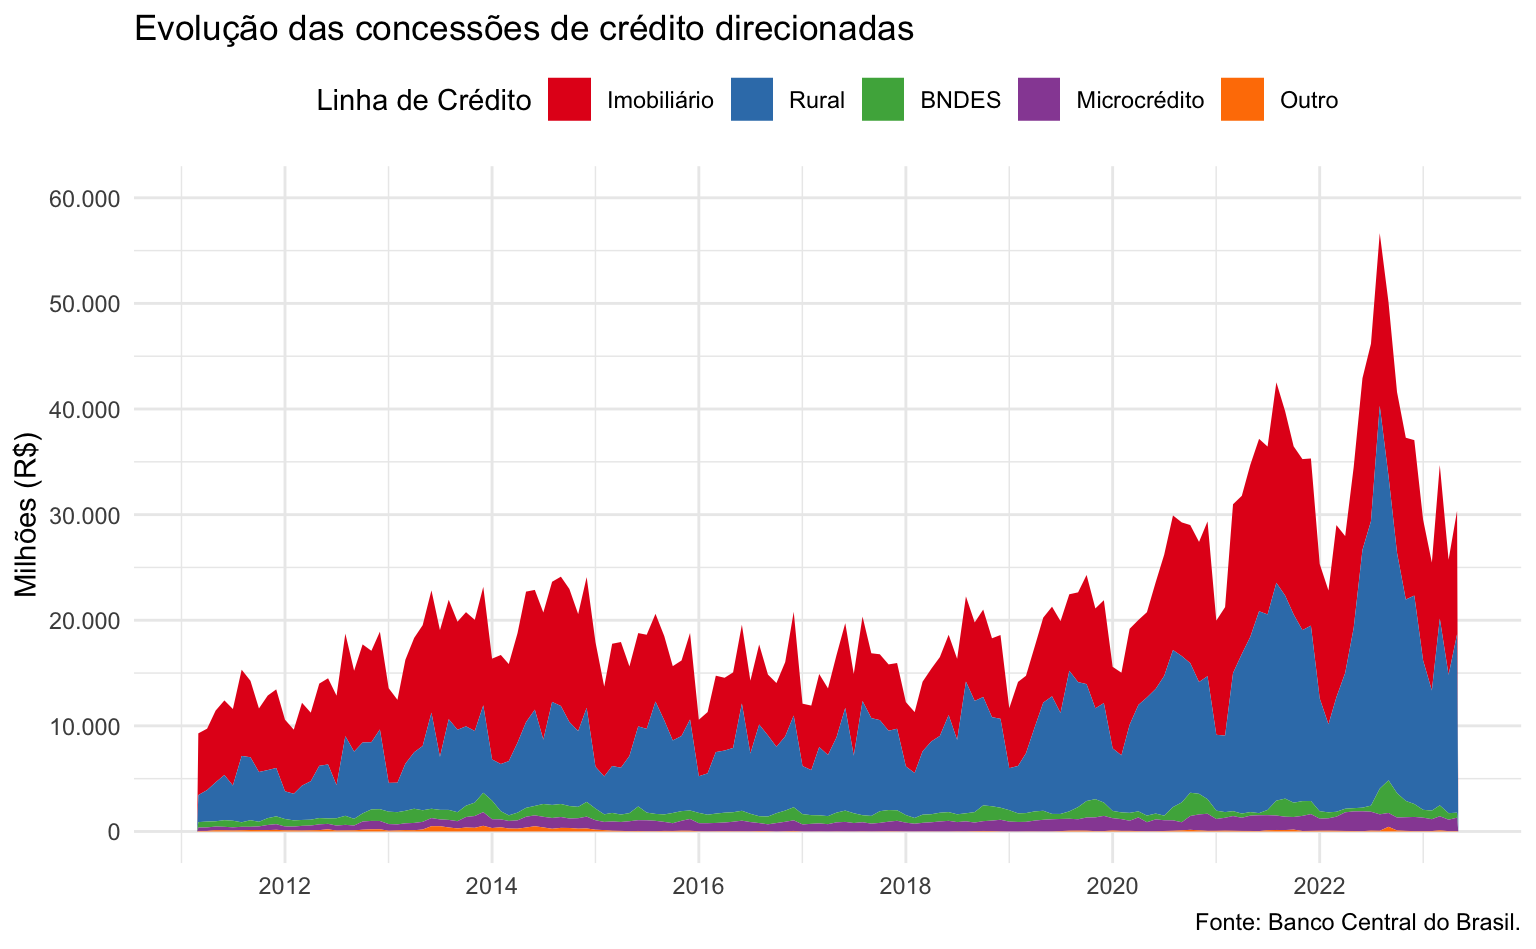 Evolução das concessões de crédito direcionadas
Linha de Crédito Imobiliário Rural BNDES Microcrédito Outro
Milhões (R$)
60.000
50.000
40.000
30.000
20.000
10.000
0
2012 2014 2016 2018 2020 2022
Fonte: Banco Central do Brasil.